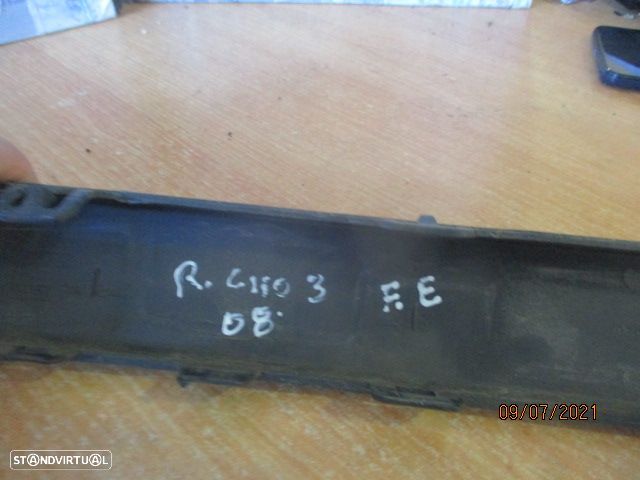 R. CLIO 3 F.E
08
09/07/2021
STANDVIRTUAL